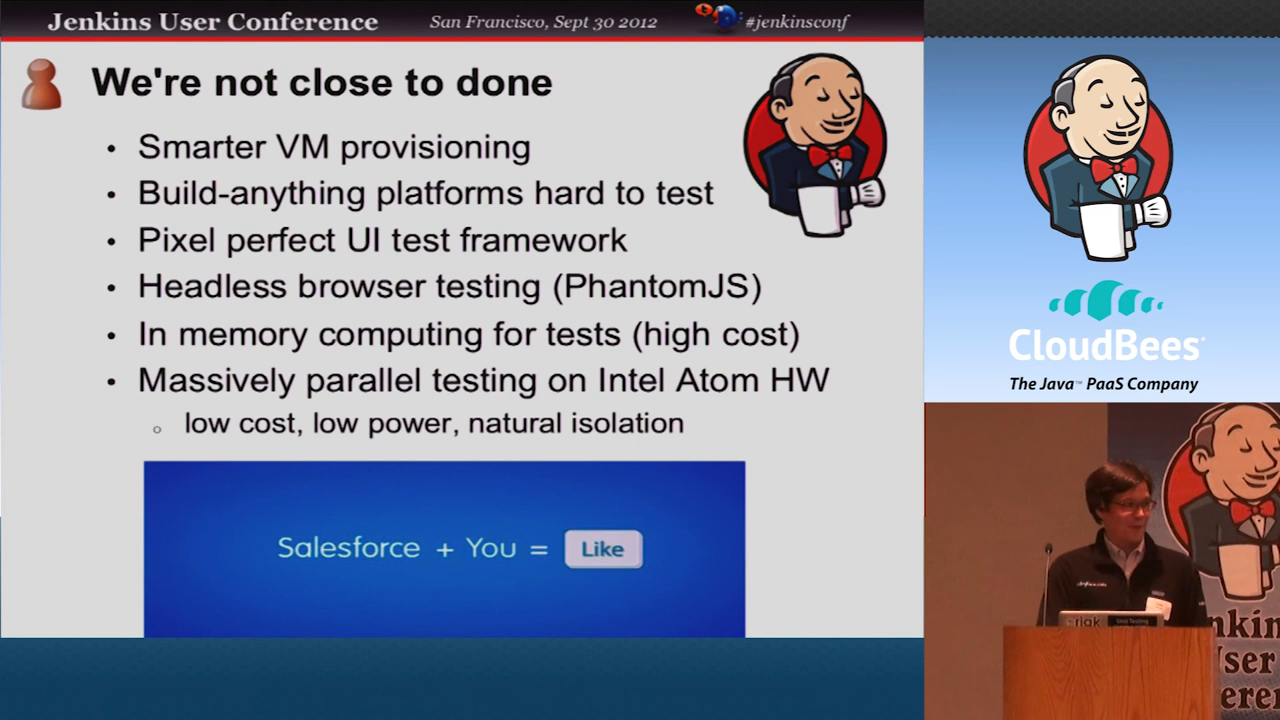 Jenkins User Conference San Francisco, Sept 30 2012 #jenkinsconf
We're not close to done
• Smarter VM provisioning
• Build-anything platforms hard to test
• Pixel perfect UI test framework
• Headless browser testing (PhantomJS)
• In memory computing for tests (high cost)
• Massively parallel testing on Intel Atom HW
○ low cost, low power, natural isolation
Salesforce + You = Like
CloudBees
The Java™ PaaS Company
riak
Unit Testing